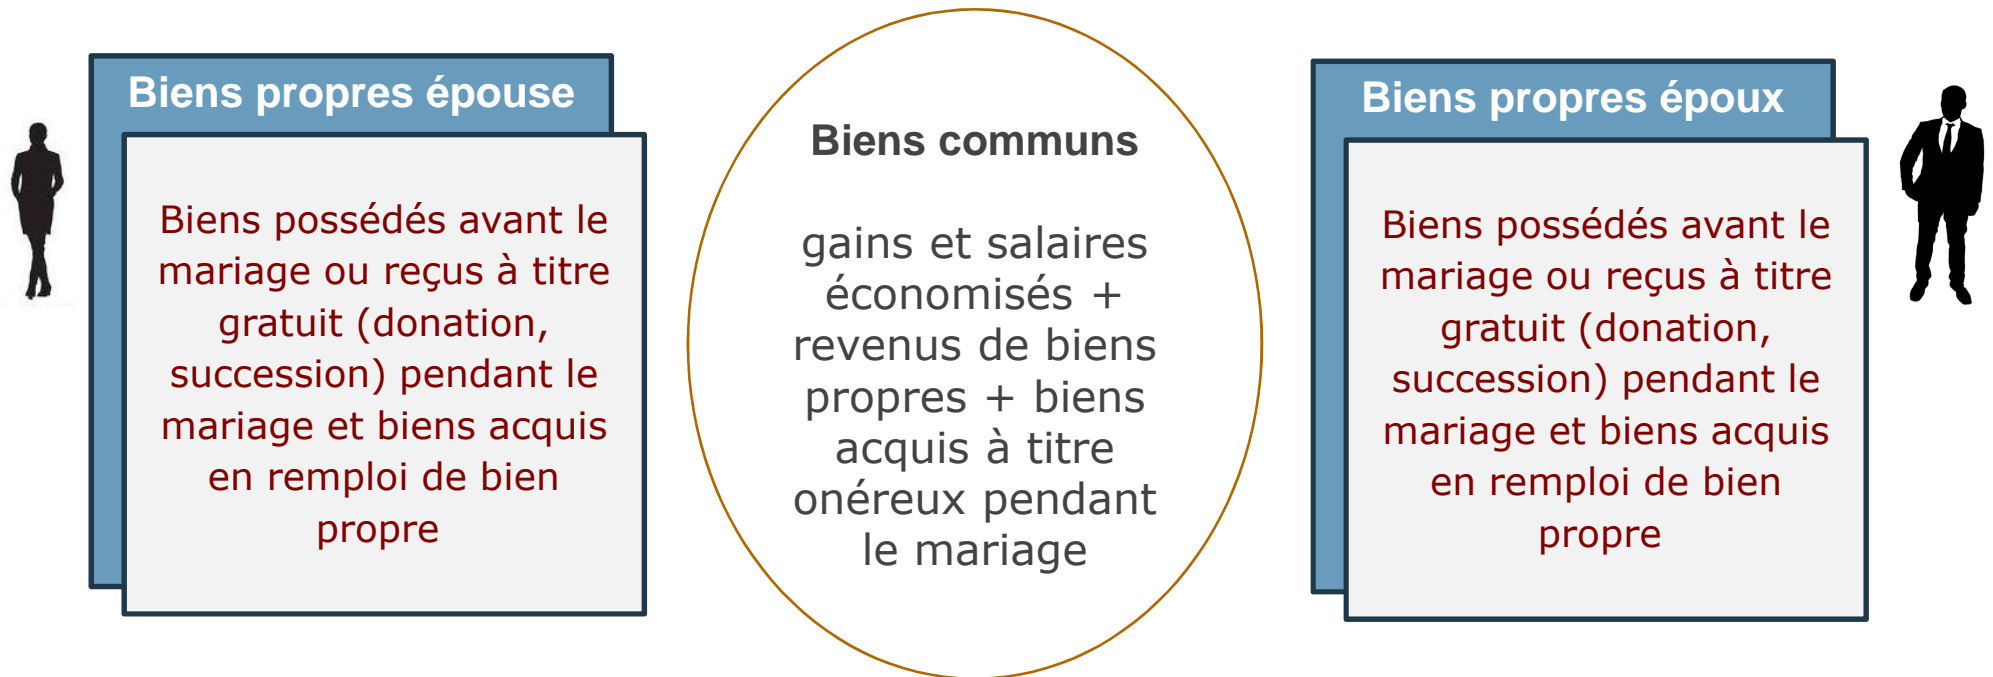 Biens propres épouse
Biens possédés avant le
mariage ou reçus à titre
gratuit (donation,
succession) pendant le
mariage et biens acquis
en remploi de bien
propre
Biens communs
gains et salaires
économisés +
revenus de biens
propres + biens
acquis à titre
onéreux pendant
le mariage
Biens propres époux
Biens possédés avant le
mariage ou reçus à titre
gratuit (donation,
succession) pendant le
mariage et biens acquis
en remploi de bien
propre